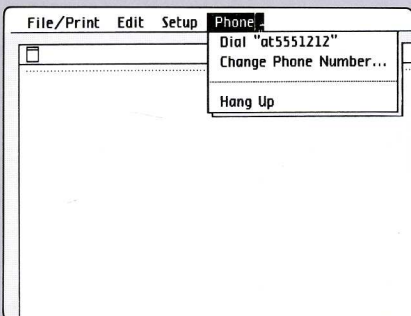 File/Print Edit Setup Phone
Dial "at5551212"
Change Phone Number...
Hang Up